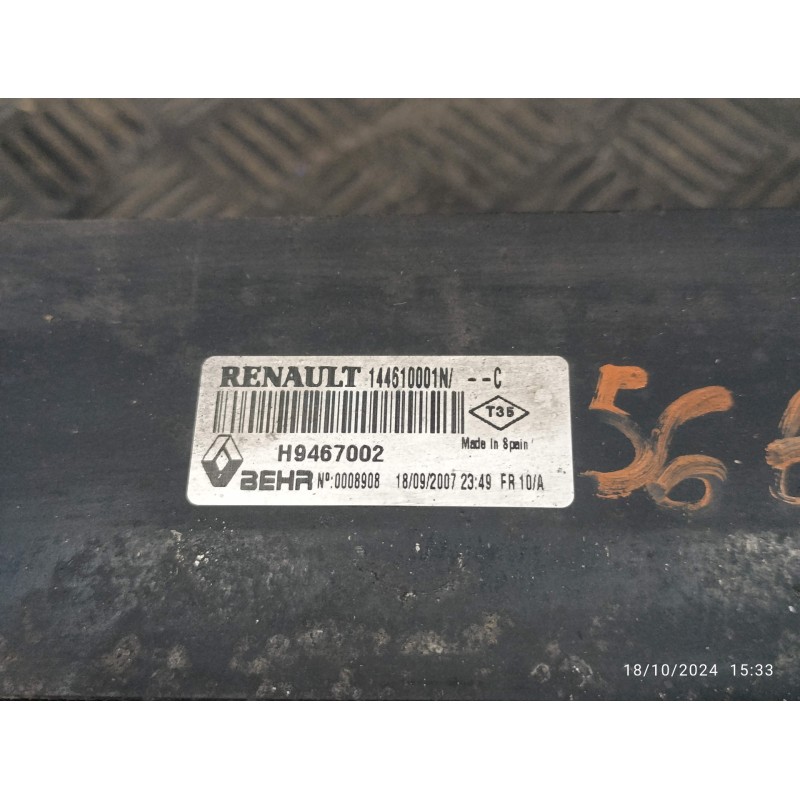 RENAULT 144610001N/ --C
T35
H9467002 Made In Spain
BEHR Nº:0008908 18/09/2007 23:49 FR 10/A
56
18/10/2024 15:33